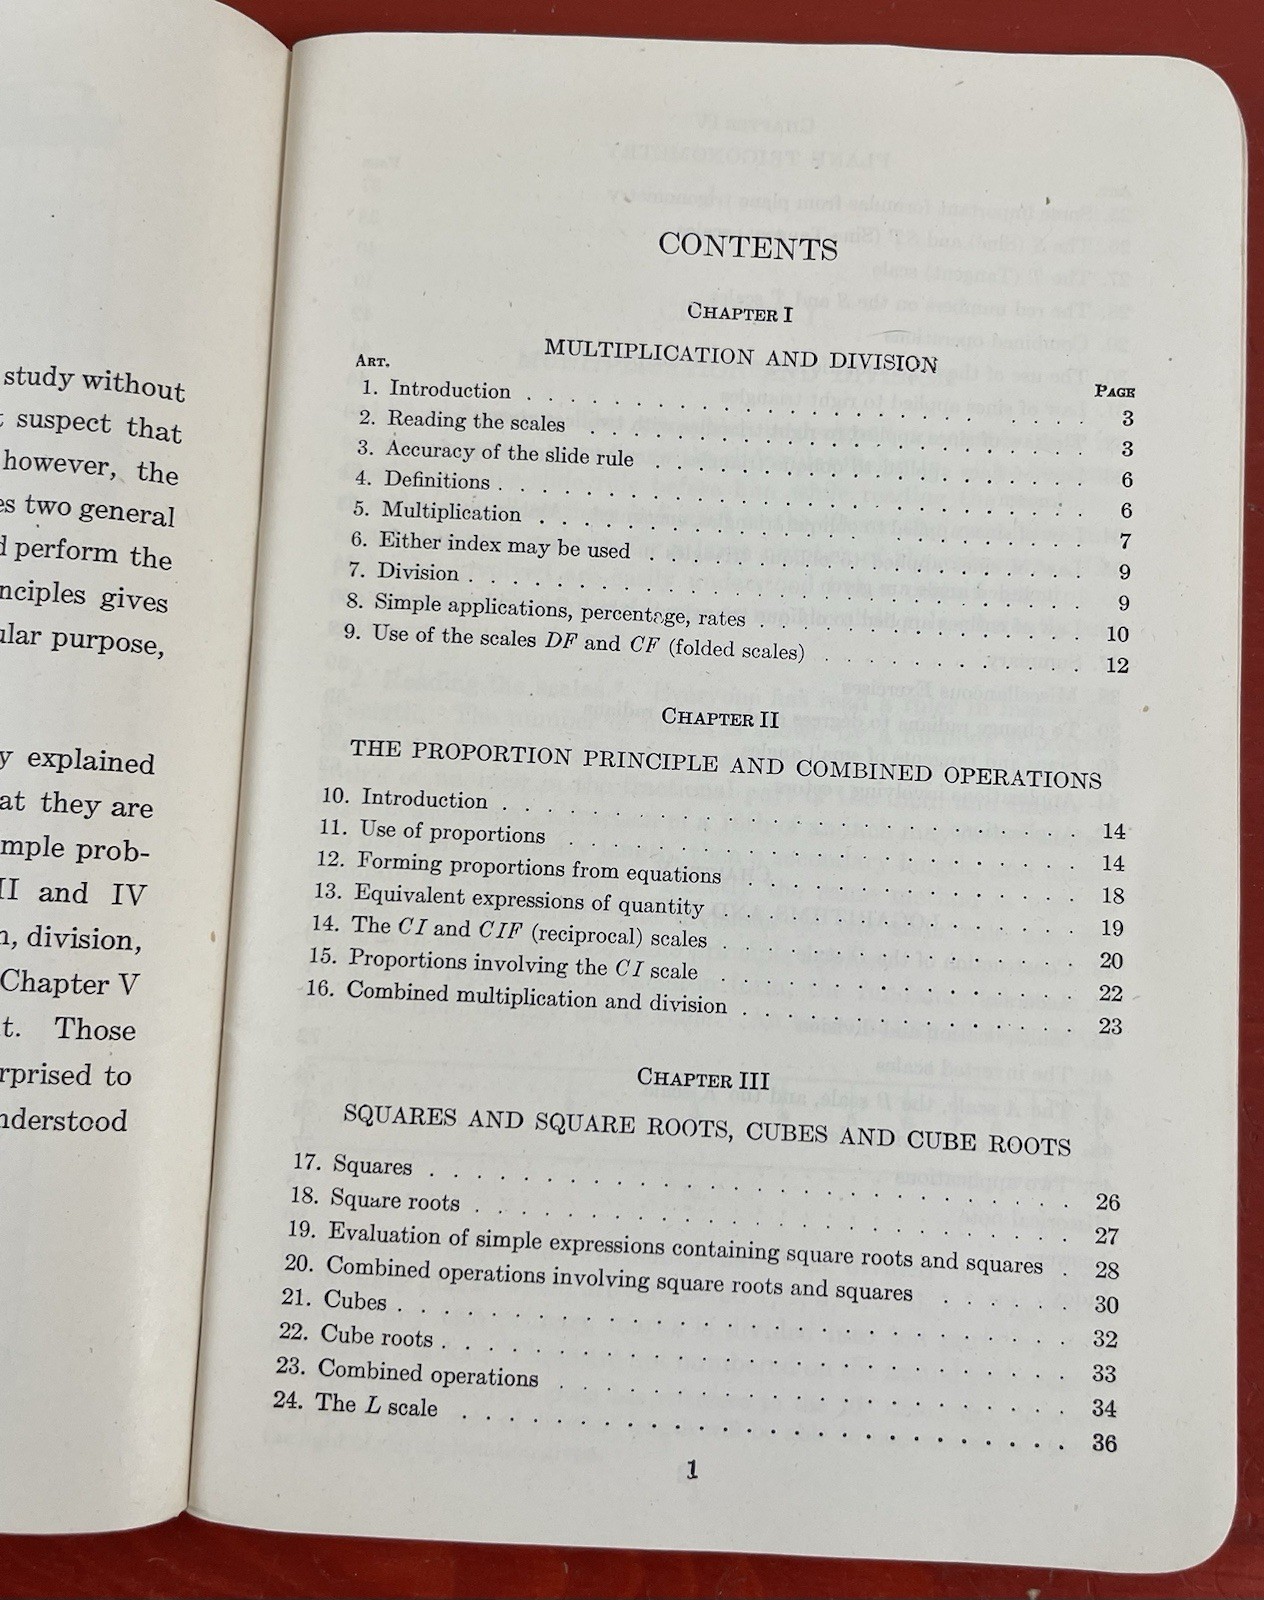 study without
suspect that
however, the
two general
perform the
gives
purpose,
explained
at they are
prob-
II and IV
division,
Chapter V
Those
to
CONTENTS
CHAPTER I
MULTIPLICATION AND DIVISION
ART. PAGE
1. Introduction . . . . . . . . . . . . . . . . . . . . . . . . 3
2. Reading the scales . . . . . . . . . . . . . . . . . . . . . 3
3. Accuracy of the slide rule . . . . . . . . . . . . . . . . . . 6
4. Definitions . . . . . . . . . . . . . . . . . . . . . . . . . 6
5. Multiplication . . . . . . . . . . . . . . . . . . . . . . . 7
6. Either index may be used . . . . . . . . . . . . . . . . . . 9
7. Division . . . . . . . . . . . . . . . . . . . . . . . . . . 9
8. Simple applications, percentage, rates . . . . . . . . . . . . . 10
9. Use of the scales DF and CF (folded scales) . . . . . . . . . . . 12
CHAPTER II
THE PROPORTION PRINCIPLE AND COMBINED OPERATIONS
10. Introduction . . . . . . . . . . . . . . . . . . . . . . . . 14
11. Use of proportions . . . . . . . . . . . . . . . . . . . . . 14
12. Forming proportions from equations . . . . . . . . . . . . . . 18
13. Equivalent expressions of quantity . . . . . . . . . . . . . . . 19
14. The CI and CIF (reciprocal) scales . . . . . . . . . . . . . . . 20
15. Proportions involving the CI scale . . . . . . . . . . . . . . . 22
16. Combined multiplication and division . . . . . . . . . . . . . . 23
CHAPTER III
SQUARES AND SQUARE ROOTS, CUBES AND CUBE ROOTS
17. Squares . . . . . . . . . . . . . . . . . . . . . . . . . . 26
18. Square roots . . . . . . . . . . . . . . . . . . . . . . . . 27
19. Evaluation of simple expressions containing square roots and squares . 28
20. Combined operations involving square roots and squares . . . . . . 30
21. Cubes . . . . . . . . . . . . . . . . . . . . . . . . . . . 32
22. Cube roots . . . . . . . . . . . . . . . . . . . . . . . . . 33
23. Combined operations . . . . . . . . . . . . . . . . . . . . . 34
24. The L scale . . . . . . . . . . . . . . . . . . . . . . . . . 36
1